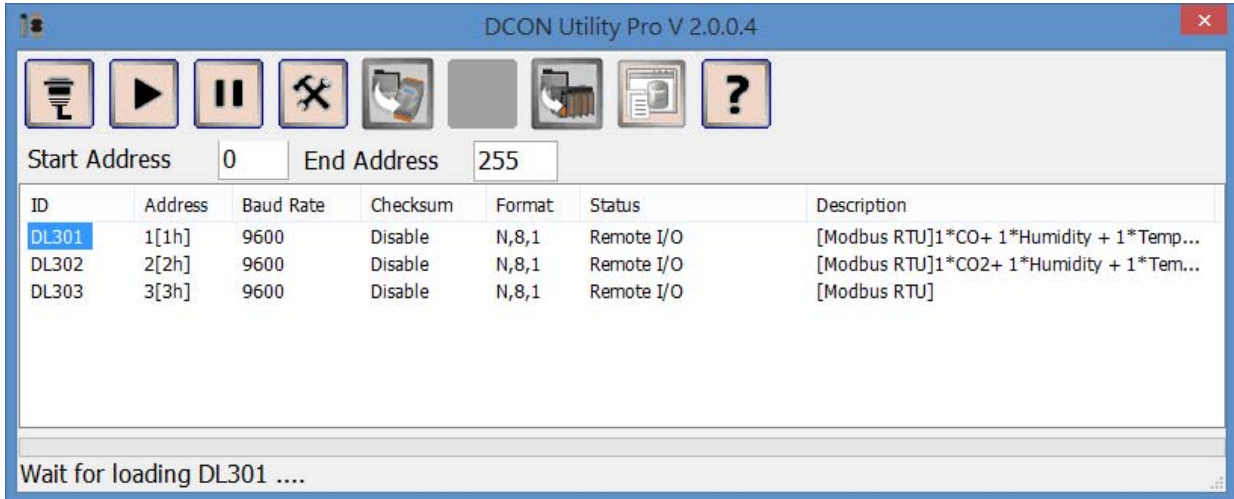 DCON Utility Pro V 2.0.0.4
Start Address 0 End Address 255
ID Address Baud Rate Checksum Format Status Description
DL301 1[1h] 9600 Disable N,8,1 Remote I/O [Modbus RTU]1*CO+ 1*Humidity + 1*Temp...
DL302 2[2h] 9600 Disable N,8,1 Remote I/O [Modbus RTU]1*CO2+ 1*Humidity + 1*Tem...
DL303 3[3h] 9600 Disable N,8,1 Remote I/O [Modbus RTU]
Wait for loading DL301 ....